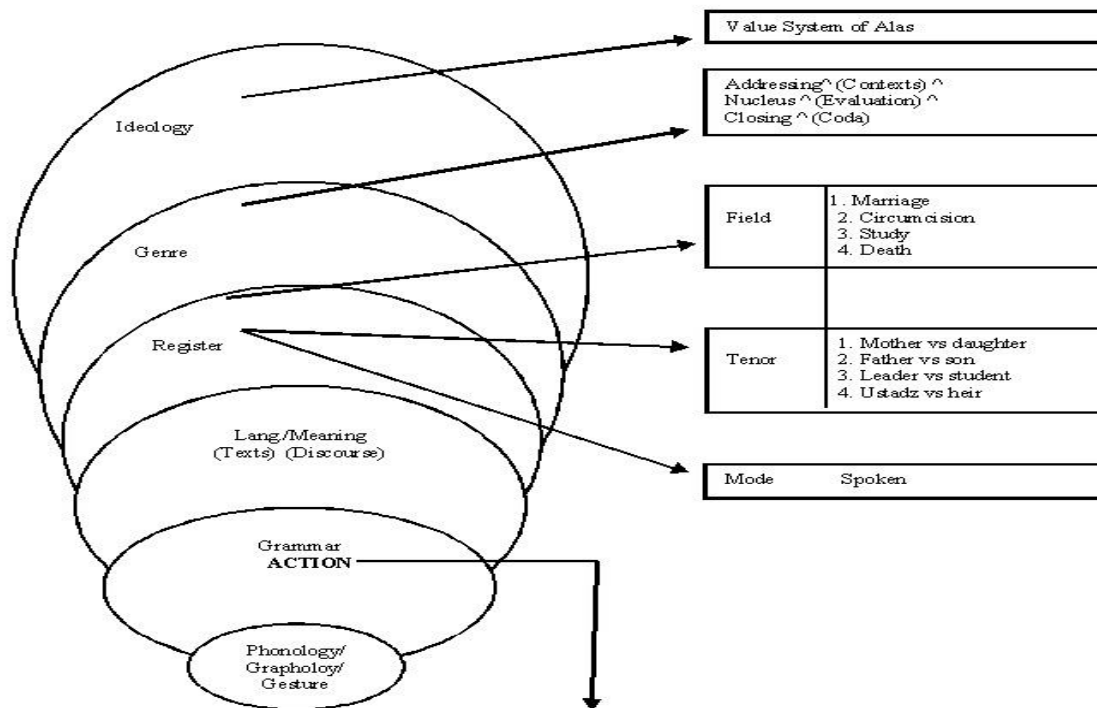 Value System of Alas
Addressing^ (Contexts) ^
Nucleus ^ (Evaluation) ^
Closing ^ (Coda)
Ideology
Field
1. Marriage
2. Circumcision
3. Study
4. Death
Genre
Register
Tenor
1. Mother vs daughter
2. Father vs son
3. Leader vs student
4. Ustadz vs heir
Lang./Meaning
(Texts) (Discourse)
Mode Spoken
Grammar
ACTION
Phonology/
Grapholoy/
Gesture